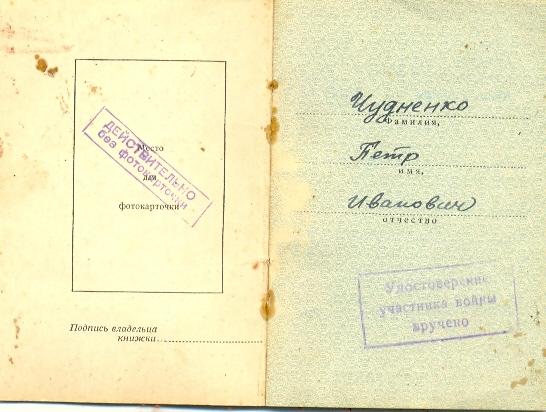 ДЕЙСТВИТЕЛЬНО
без фотокарточки
Место
для
фотокарточки
Подпись владельца
книжки
Чудненко
Фамилия,
Петр
имя,
Иванович
отчество
Удостоверение
участника войны
вручено